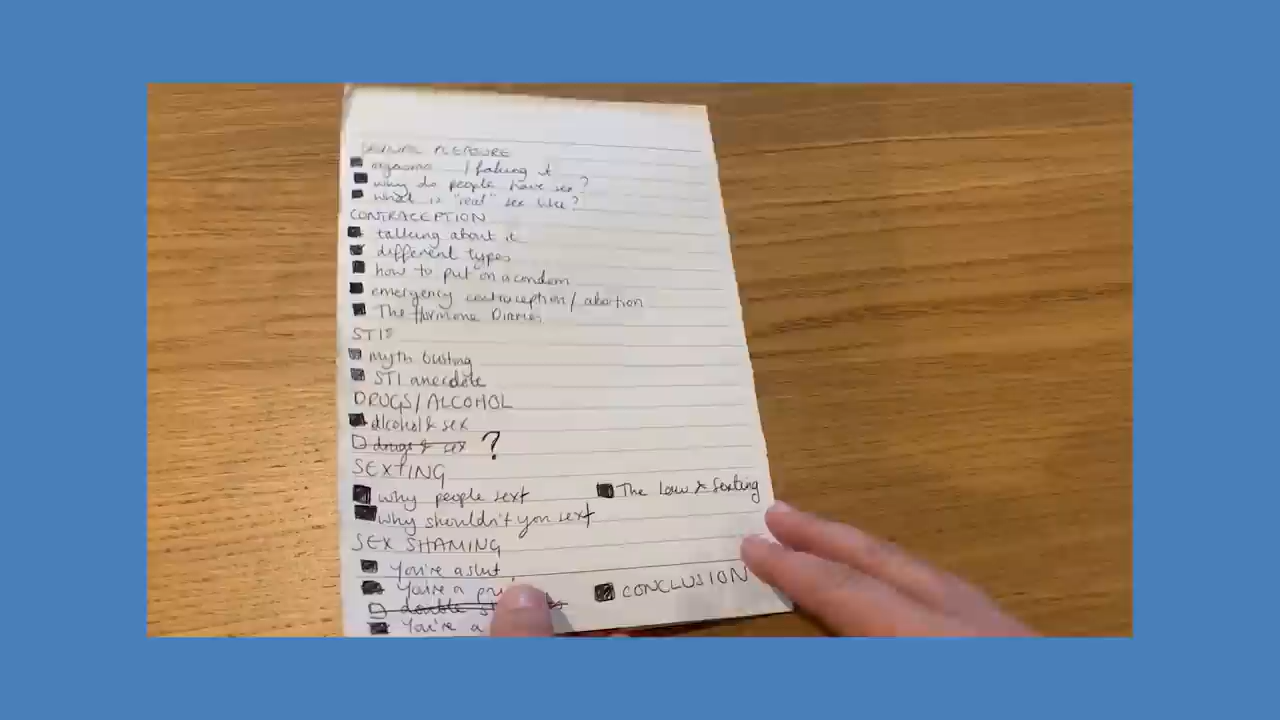 SEXUAL PLEASURE
orgasms / faking it
why do people have sex?
what is "real" sex like?
CONTRACEPTION
talking about it
different types
how to put on a condom
emergency contraception/abortion
The Hormone Diaries
STIs
myth busting
STI anecdote
DRUGS/ALCOHOL
alcohol & sex
drugs & sex ?
SEXTING
why people sext
The Law & Sexting
why shouldn't you sext
SEX SHAMING
You're a slut
You're a
CONCLUSION
double
You're a